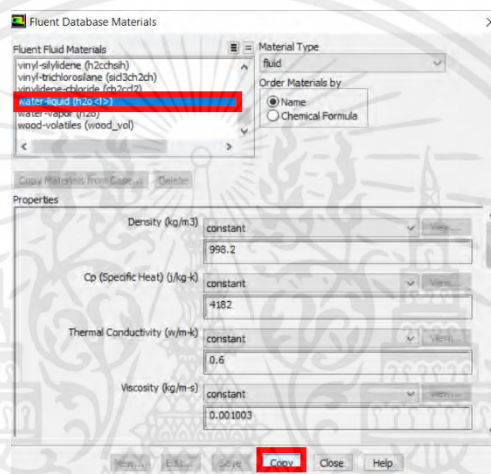 Fluent Database Materials
Fluent Fluid Materials
vinyl-silylidene (h2cchsih)
vinyl-trichlorosilane (sid3ch2ch)
vinylidene-chloride (ch2ccl2)
water-liquid (h2o<l>)
water-vapor (h2o)
wood-volatiles (wood_vol)
Material Type
fluid
Order Materials by
Name
Chemical Formula
Copy Materials from Case... Delete
Properties
Density (kg/m3) constant View...
998.2
Cp (Specific Heat) (j/kg-k) constant View...
4182
Thermal Conductivity (w/m-k) constant View...
0.6
Viscosity (kg/m-s) constant View...
0.001003
New... Edit... Save Copy Close Help